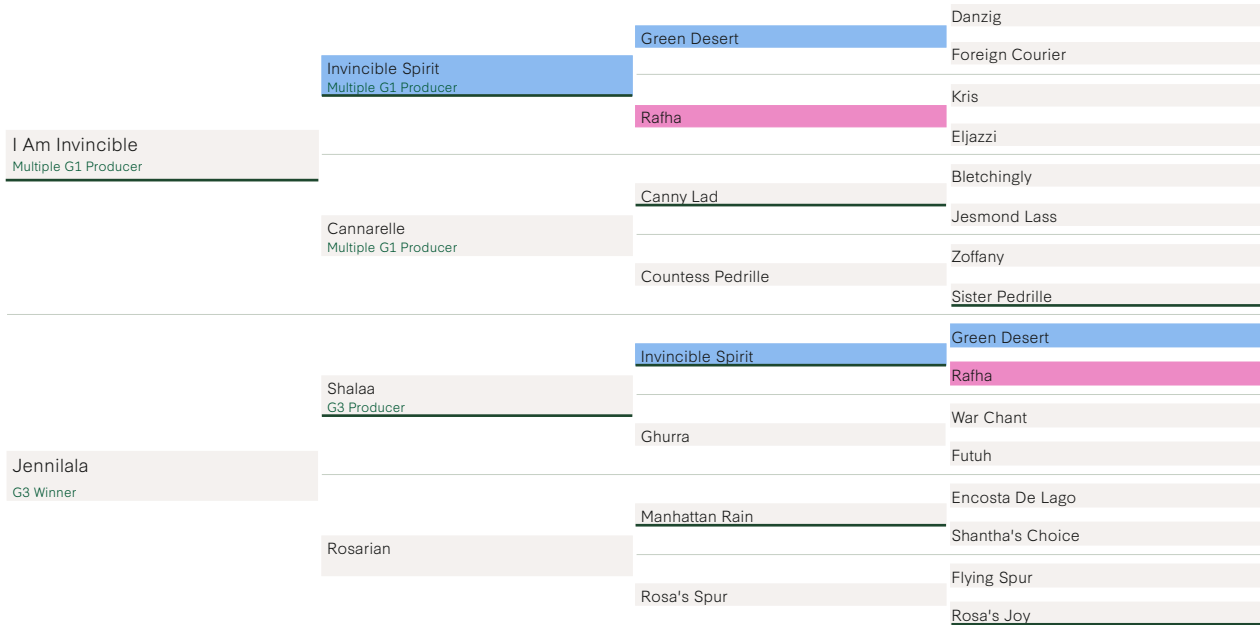 I Am Invincible
Multiple G1 Producer
Invincible Spirit
Multiple G1 Producer
Green Desert
Danzig
Foreign Courier
Rafha
Kris
Eljazzi
Cannarelle
Multiple G1 Producer
Canny Lad
Bletchingly
Jesmond Lass
Countess Pedrille
Zoffany
Sister Pedrille
Jennilala
G3 Winner
Shalaa
G3 Producer
Invincible Spirit
Green Desert
Rafha
Ghurra
War Chant
Futuh
Rosarian
Manhattan Rain
Encosta De Lago
Shantha's Choice
Rosa's Spur
Flying Spur
Rosa's Joy